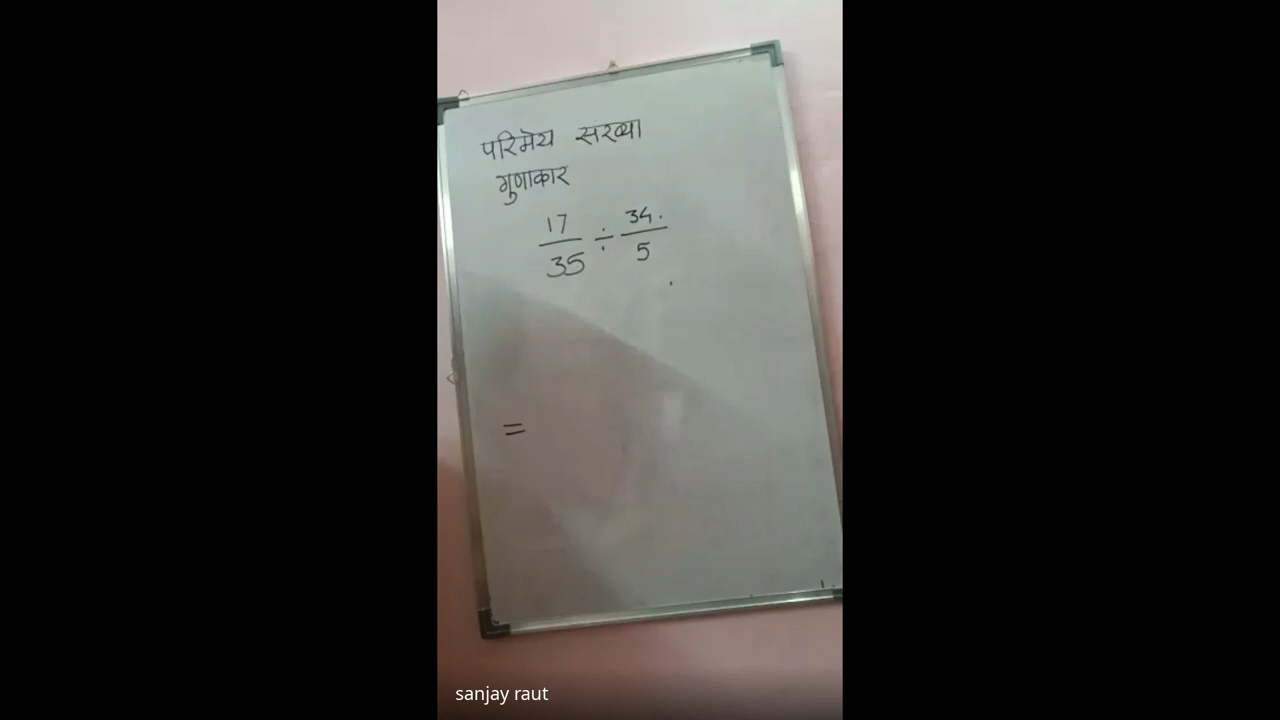 परिमेय संख्या
गुणाकार
17/35 ÷ 34/5
=
sanjay raut